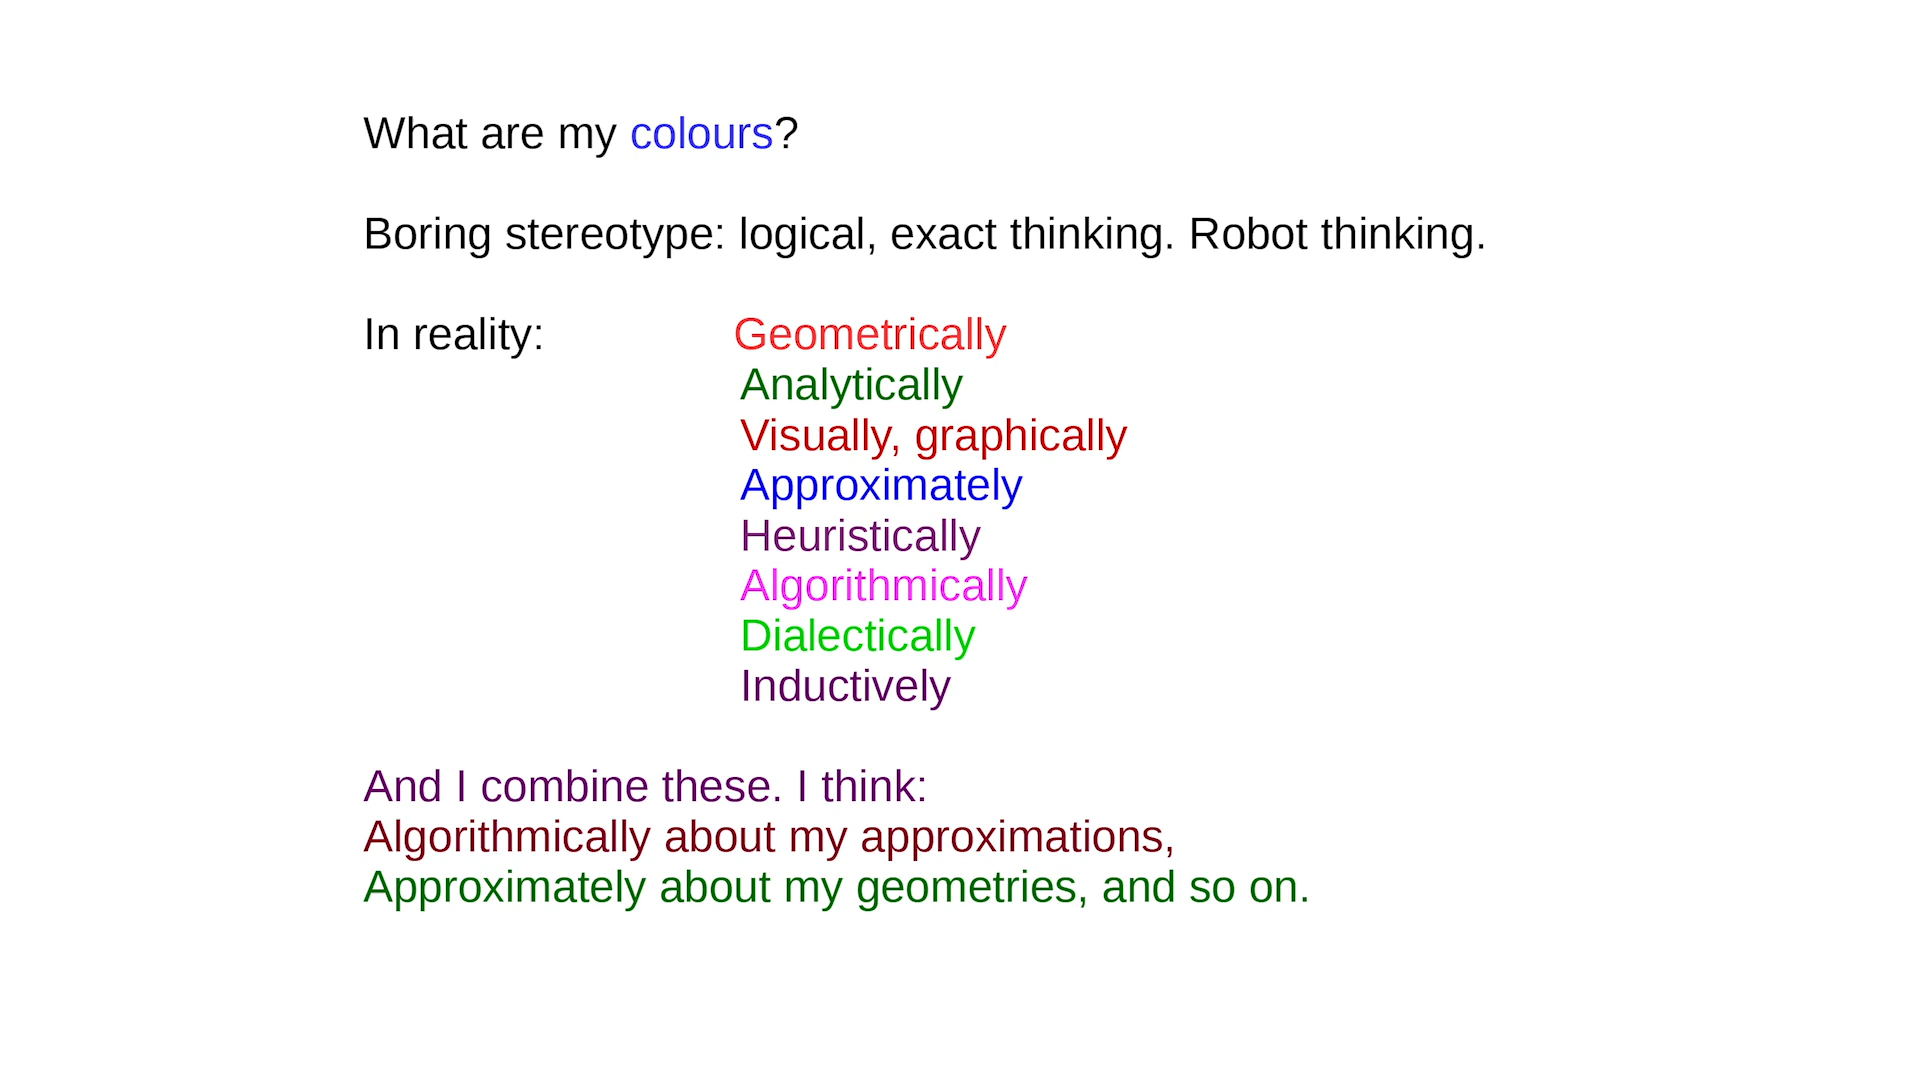 What are my colours?
Boring stereotype: logical, exact thinking. Robot thinking.
In reality: Geometrically
Analytically
Visually, graphically
Approximately
Heuristically
Algorithmically
Dialectically
Inductively
And I combine these. I think:
Algorithmically about my approximations,
Approximately about my geometries, and so on.